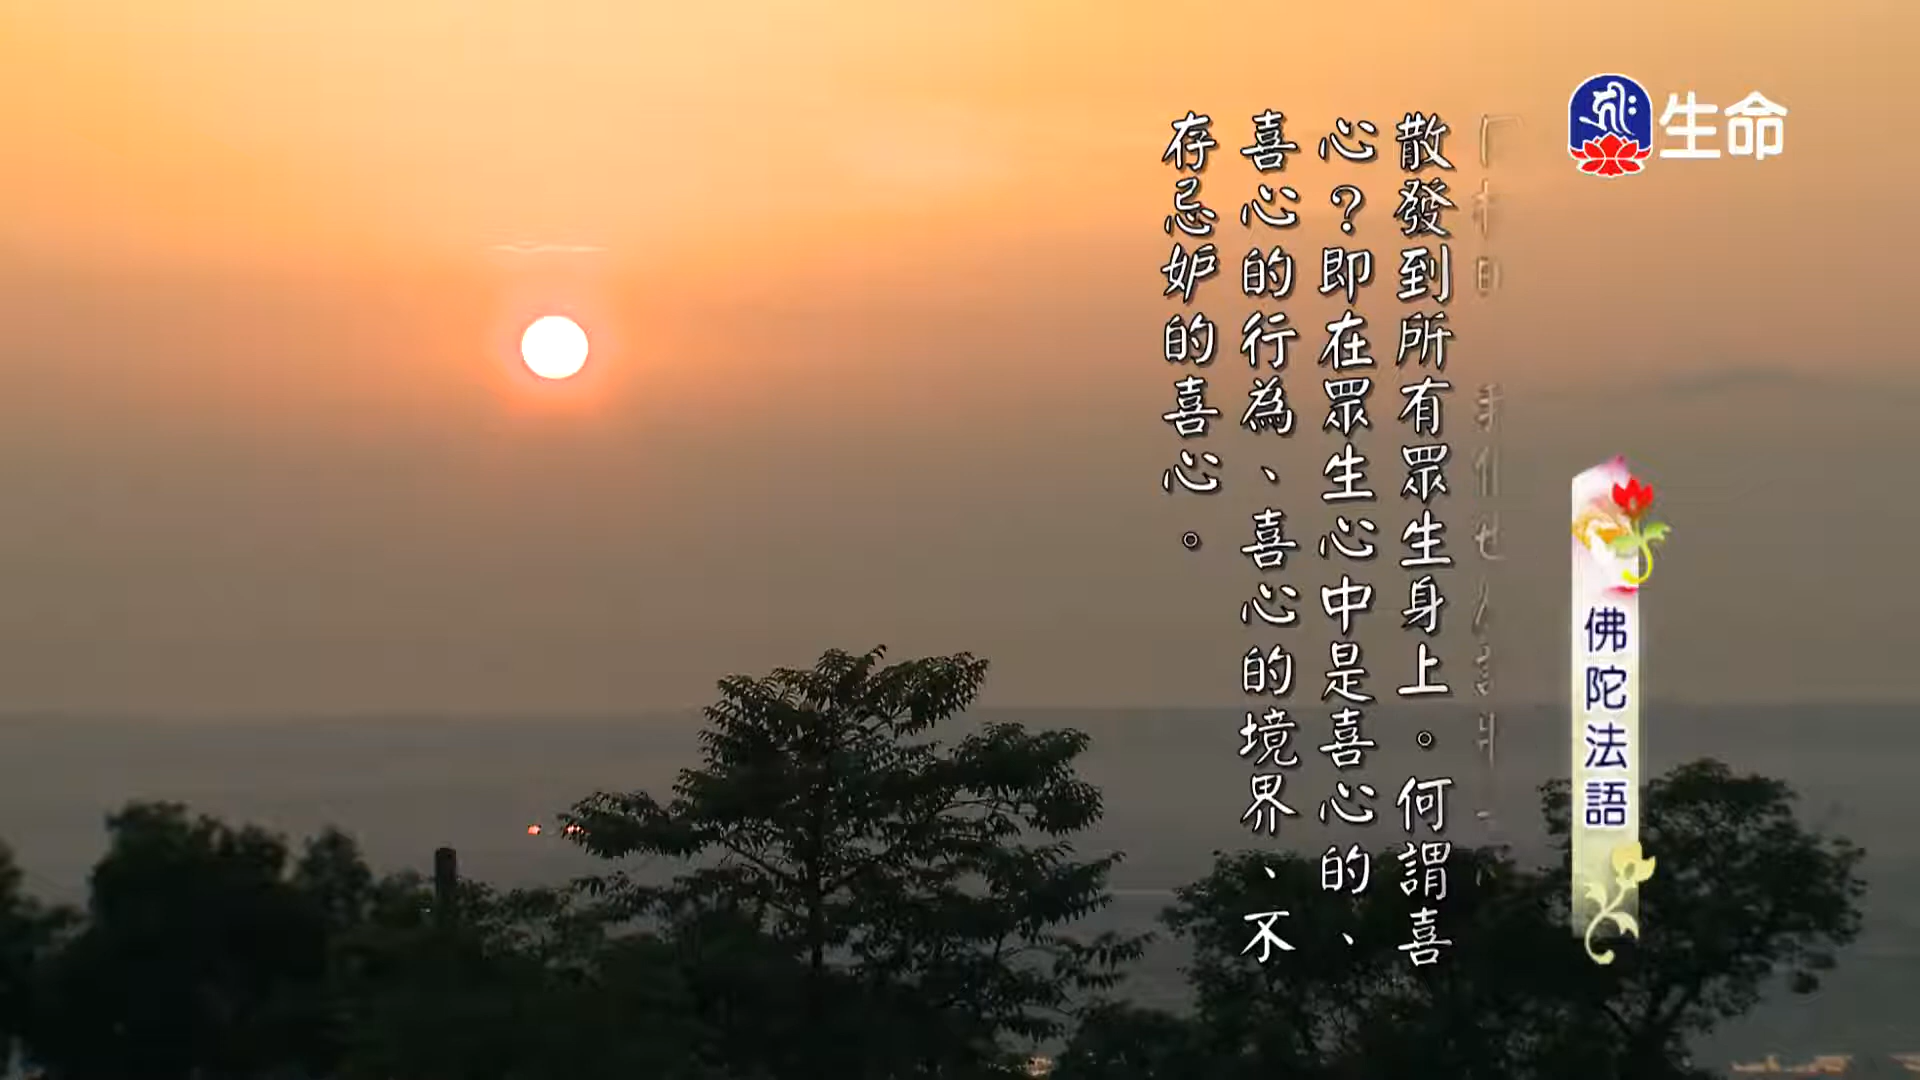 生命
散發到所有眾生身上。何謂喜
心？即在眾生心中是喜心的、
喜心的行為、喜心的境界、不
存忌妒的喜心。
佛陀法語